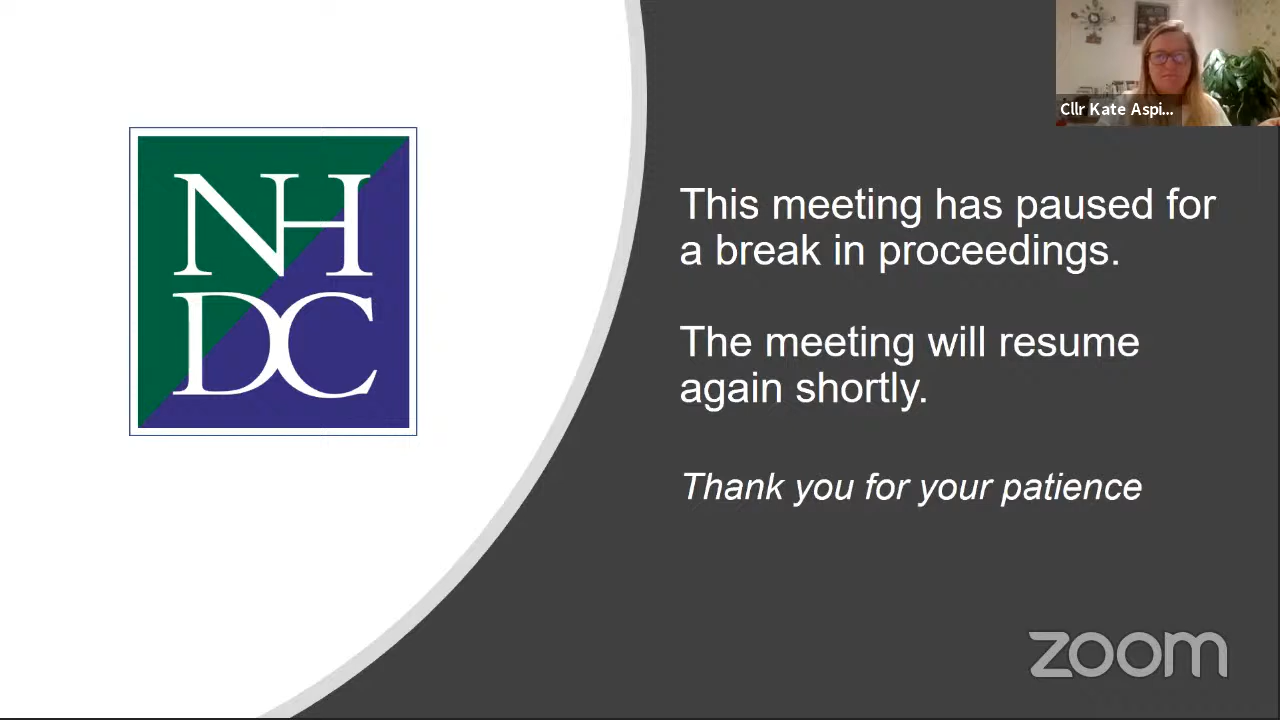 Cllr Kate Aspi...
NH
DC
This meeting has paused for
a break in proceedings.
The meeting will resume
again shortly.
Thank you for your patience
zoom